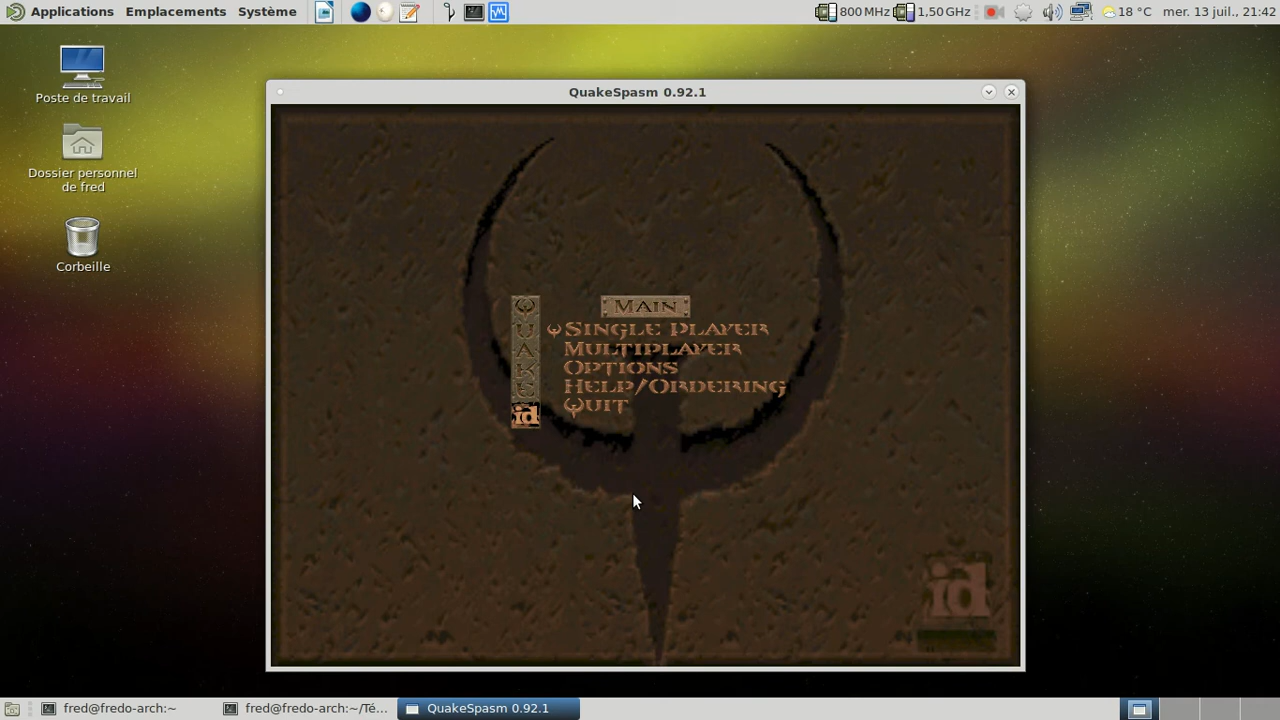 Applications Emplacements Système 800 MHz 1,50 GHz 18 °C mer. 13 juil., 21:42
Poste de travail
Dossier personnel
de fred
Corbeille
QuakeSpasm 0.92.1
QUAKE
id
Main
Single Player
Multiplayer
Options
Help/Ordering
Quit
id
fred@fredo-arch:~ fred@fredo-arch:~/Té... QuakeSpasm 0.92.1